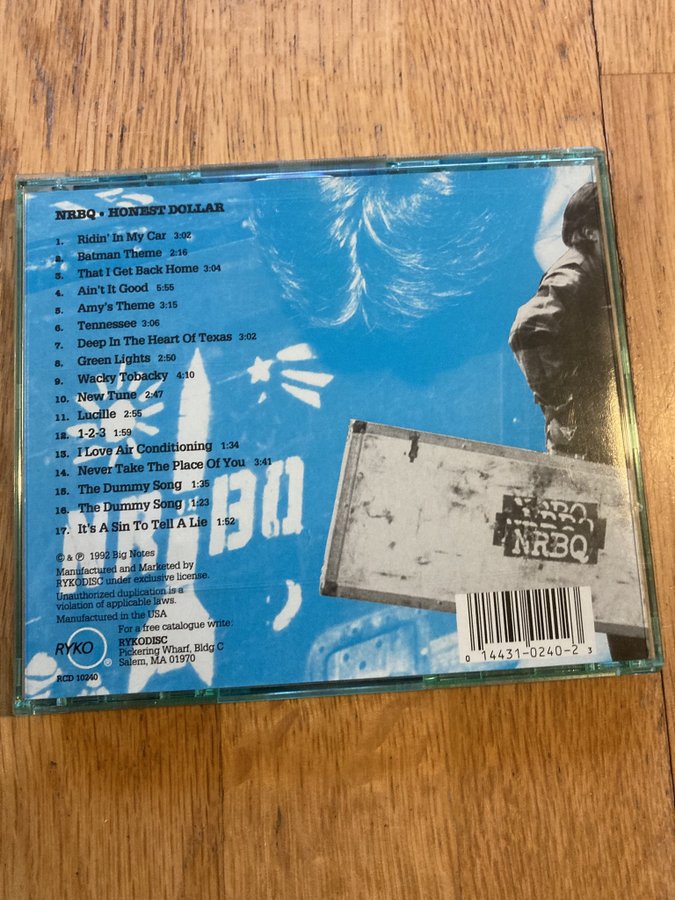 NRBQ • HONEST DOLLAR
1. Ridin' In My Car 3:02
2. Batman Theme 2:16
3. That I Get Back Home 3:04
4. Ain't It Good 5:55
5. Amy's Theme 3:15
6. Tennessee 3:06
7. Deep In The Heart Of Texas 3:02
8. Green Lights 2:50
9. Wacky Tobacky 4:10
10. New Tune 2:47
11. Lucille 2:55
12. 1-2-3 1:59
13. I Love Air Conditioning 1:34
14. Never Take The Place Of You 3:41
15. The Dummy Song 1:35
16. The Dummy Song 1:23
17. It's A Sin To Tell A Lie 1:52
NRBQ
NRBQ
NRBQ
NRBQ
© & ℗ 1992 Big Notes
Manufactured and Marketed by
RYKODISC under exclusive license.
Unauthorized duplication is a
violation of applicable laws.
Manufactured in the USA
For a free catalogue write:
RYKODISC
Pickering Wharf, Bldg C
Salem, MA 01970
RYKO ®
RCD 10240
0 14431-0240-2 3